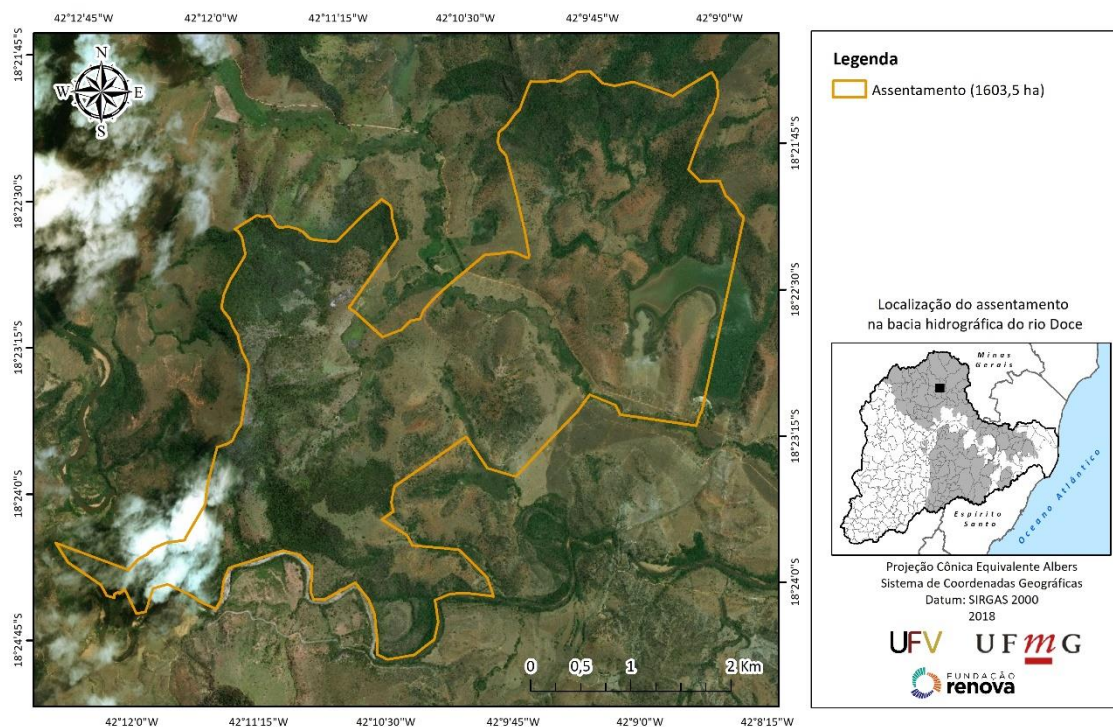 42°12'45"W 42°12'0"W 42°11'15"W 42°10'30"W 42°9'45"W 42°9'0"W
18°21'45"S
18°22'30"S
18°23'15"S
18°24'0"S
18°24'45"S
N
W E
S
18°21'45"S
18°22'30"S
18°23'15"S
18°24'0"S
0 0,5 1 2 Km
42°12'0"W 42°11'15"W 42°10'30"W 42°9'45"W 42°9'0"W 42°8'15"W
Legenda
Assentamento (1603,5 ha)
Localização do assentamento
na bacia hidrográfica do rio Doce
Minas
Gerais
Espírito
Santo
Oceano Atlântico
Projeção Cônica Equivalente Albers
Sistema de Coordenadas Geográficas
Datum: SIRGAS 2000
2018
UFV UFmG
FUNDAÇÃO
renova